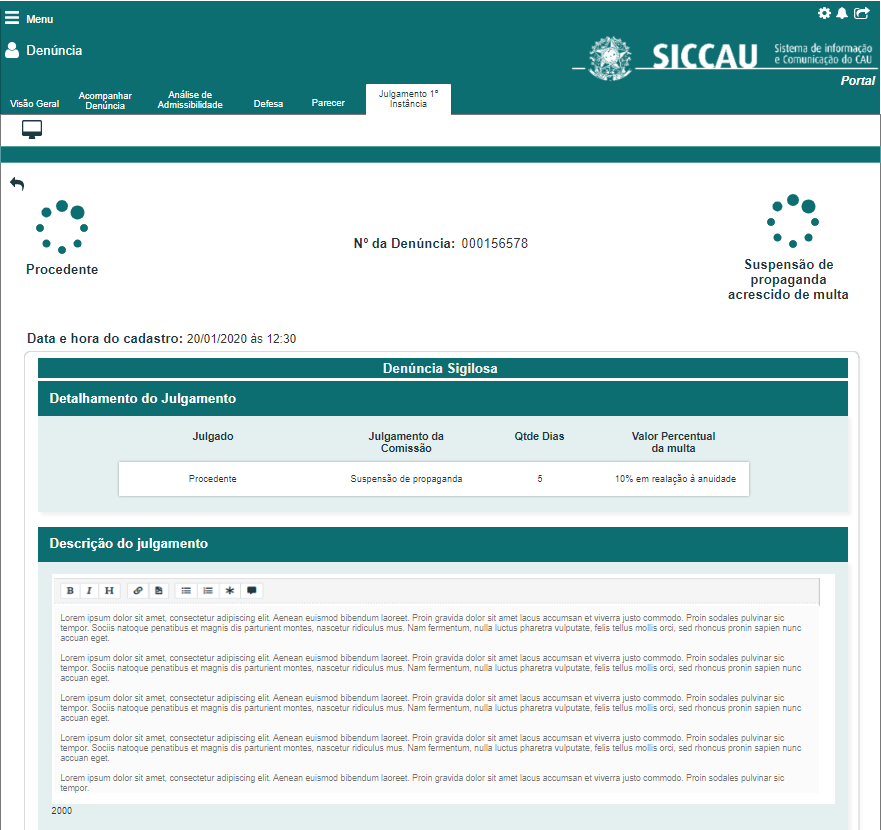 Menu
Denúncia
SICCAU
Sistema de informação
e Comunicação do CAU
Portal
Visão Geral
Acompanhar
Denúncia
Análise de
Admissibilidade
Defesa
Parecer
Julgamento 1º
Instância
Procedente
Nº da Denúncia: 000156578
Suspensão de
propaganda
acrescido de multa
Data e hora do cadastro: 20/01/2020 às 12:30
Denúncia Sigilosa
Detalhamento do Julgamento
Julgado
Julgamento da
Comissão
Qtde Dias
Valor Percentual
da multa
Procedente
Suspensão de propaganda
5
10% em realação à anuidade
Descrição do julgamento
B I H
Lorem ipsum dolor sit amet, consectetur adipiscing elit. Aenean euismod bibendum laoreet. Proin gravida dolor sit amet lacus accumsan et viverra justo commodo. Proin sodales pulvinar sic
tempor. Sociis natoque penatibus et magnis dis parturient montes, nascetur ridiculus mus. Nam fermentum, nulla luctus pharetra vulputate, felis tellus mollis orci, sed rhoncus pronin sapien nunc
accuan eget.
Lorem ipsum dolor sit amet, consectetur adipiscing elit. Aenean euismod bibendum laoreet. Proin gravida dolor sit amet lacus accumsan et viverra justo commodo. Proin sodales pulvinar sic
tempor. Sociis natoque penatibus et magnis dis parturient montes, nascetur ridiculus mus. Nam fermentum, nulla luctus pharetra vulputate, felis tellus mollis orci, sed rhoncus pronin sapien nunc
accuan eget.
Lorem ipsum dolor sit amet, consectetur adipiscing elit. Aenean euismod bibendum laoreet. Proin gravida dolor sit amet lacus accumsan et viverra justo commodo. Proin sodales pulvinar sic
tempor. Sociis natoque penatibus et magnis dis parturient montes, nascetur ridiculus mus. Nam fermentum, nulla luctus pharetra vulputate, felis tellus mollis orci, sed rhoncus pronin sapien nunc
accuan eget.
Lorem ipsum dolor sit amet, consectetur adipiscing elit. Aenean euismod bibendum laoreet. Proin gravida dolor sit amet lacus accumsan et viverra justo commodo. Proin sodales pulvinar sic
tempor. Sociis natoque penatibus et magnis dis parturient montes, nascetur ridiculus mus. Nam fermentum, nulla luctus pharetra vulputate, felis tellus mollis orci, sed rhoncus pronin sapien nunc
accuan eget.
Lorem ipsum dolor sit amet, consectetur adipiscing elit. Aenean euismod bibendum laoreet. Proin gravida dolor sit amet lacus accumsan et viverra justo commodo. Proin sodales pulvinar sic
tempor.
2000